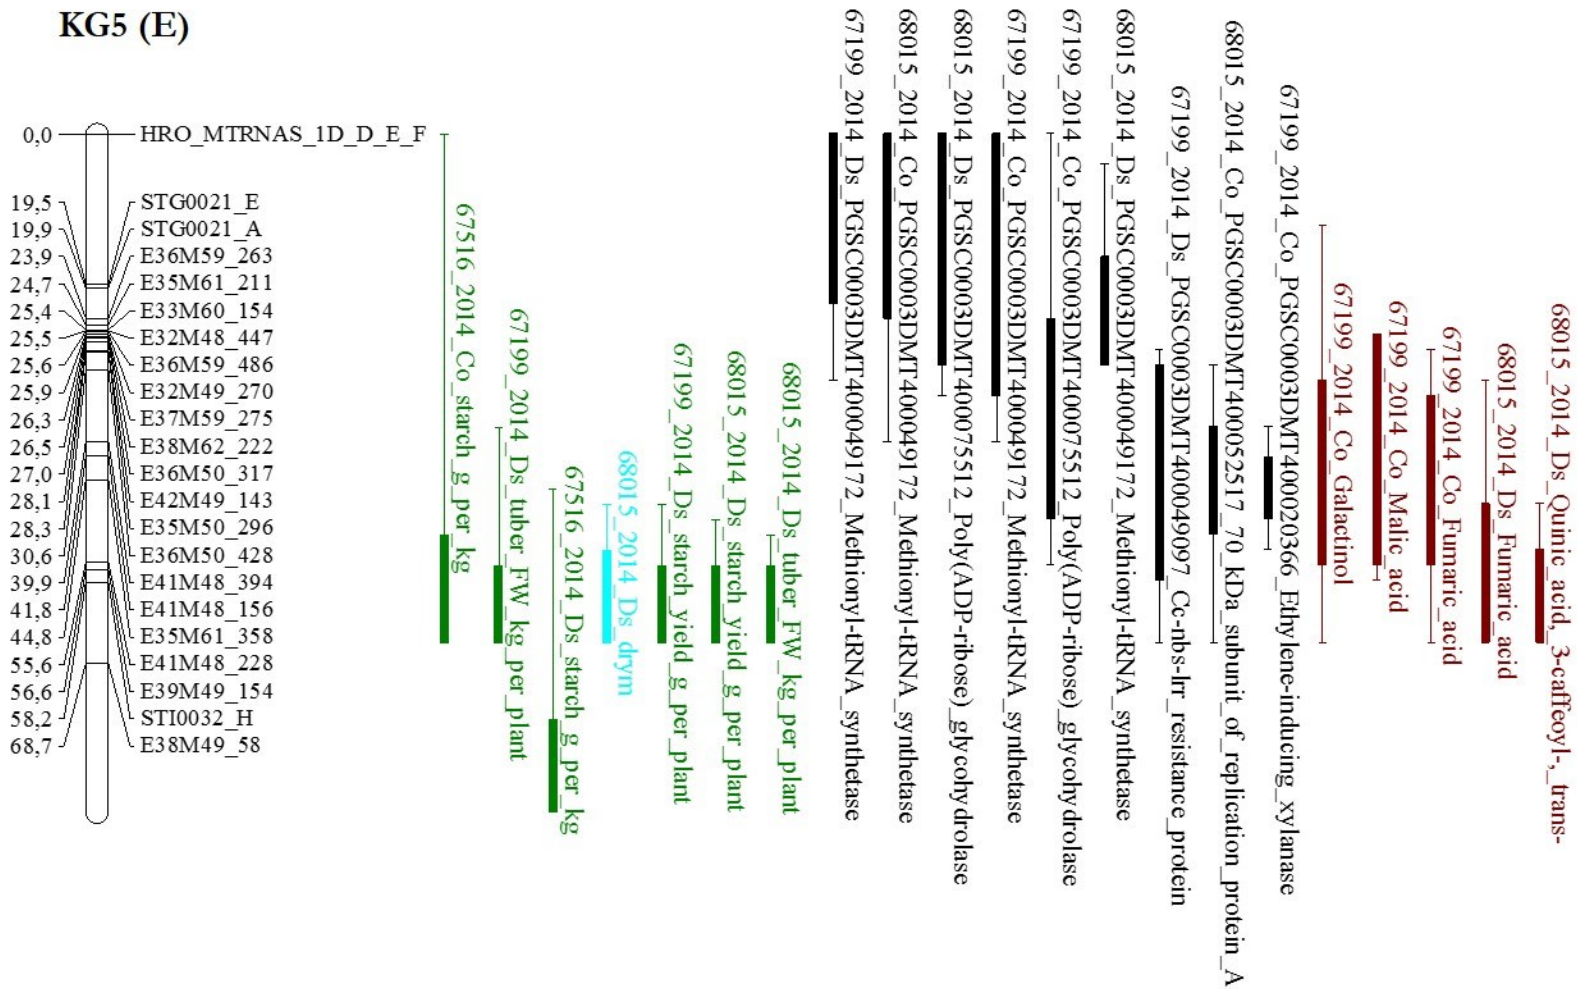 KG5 (E)
0,0 HRO_MTRNAS_1D_D_E_F
19,5 STG0021_E
19,9 STG0021_A
23,9 E36M59_263
24,7 E35M61_211
25,4 E33M60_154
25,5 E32M48_447
25,6 E36M59_486
25,9 E32M49_270
26,3 E37M59_275
26,5 E38M62_222
27,0 E36M50_317
28,1 E42M49_143
28,3 E35M50_296
30,6 E36M50_428
39,9 E41M48_394
41,8 E41M48_156
44,8 E35M61_358
55,6 E41M48_228
56,6 E39M49_154
58,2 STI0032_H
68,7 E38M49_58
67516_2014_Co_starch_g_per_kg
67199_2014_Ds_tuber_FW_kg_per_plant
67516_2014_Ds_starch_g_per_kg
68015_2014_Ds_drym
67199_2014_Ds_starch_yield_g_per_plant
68015_2014_Ds_starch_yield_g_per_plant
68015_2014_Ds_tuber_FW_kg_per_plant
67199_2014_Ds_PGSC0003DMT400049172_Methionyl-tRNA_synthetase
68015_2014_Co_PGSC0003DMT400049172_Methionyl-tRNA_synthetase
68015_2014_Ds_PGSC0003DMT400075512_Poly(ADP-ribose)_glycohydrolase
67199_2014_Co_PGSC0003DMT400049172_Methionyl-tRNA_synthetase
67199_2014_Co_PGSC0003DMT400075512_Poly(ADP-ribose)_glycohydrolase
68015_2014_Ds_PGSC0003DMT400049172_Methionyl-tRNA_synthetase
67199_2014_Ds_PGSC0003DMT400049097_Cc-nbs-lrr_resistance_protein
68015_2014_Co_PGSC0003DMT400052517_70_kDa_subunit_of_replication_protein_A
67199_2014_Co_PGSC0003DMT400020366_Ethylene-inducing_xylanase
67199_2014_Co_Galactinol
67199_2014_Co_Malic_acid
67199_2014_Co_Fumaric_acid
68015_2014_Ds_Fumaric_acid
68015_2014_Ds_Quinic_acid,_3-caffeoyl-,_trans-